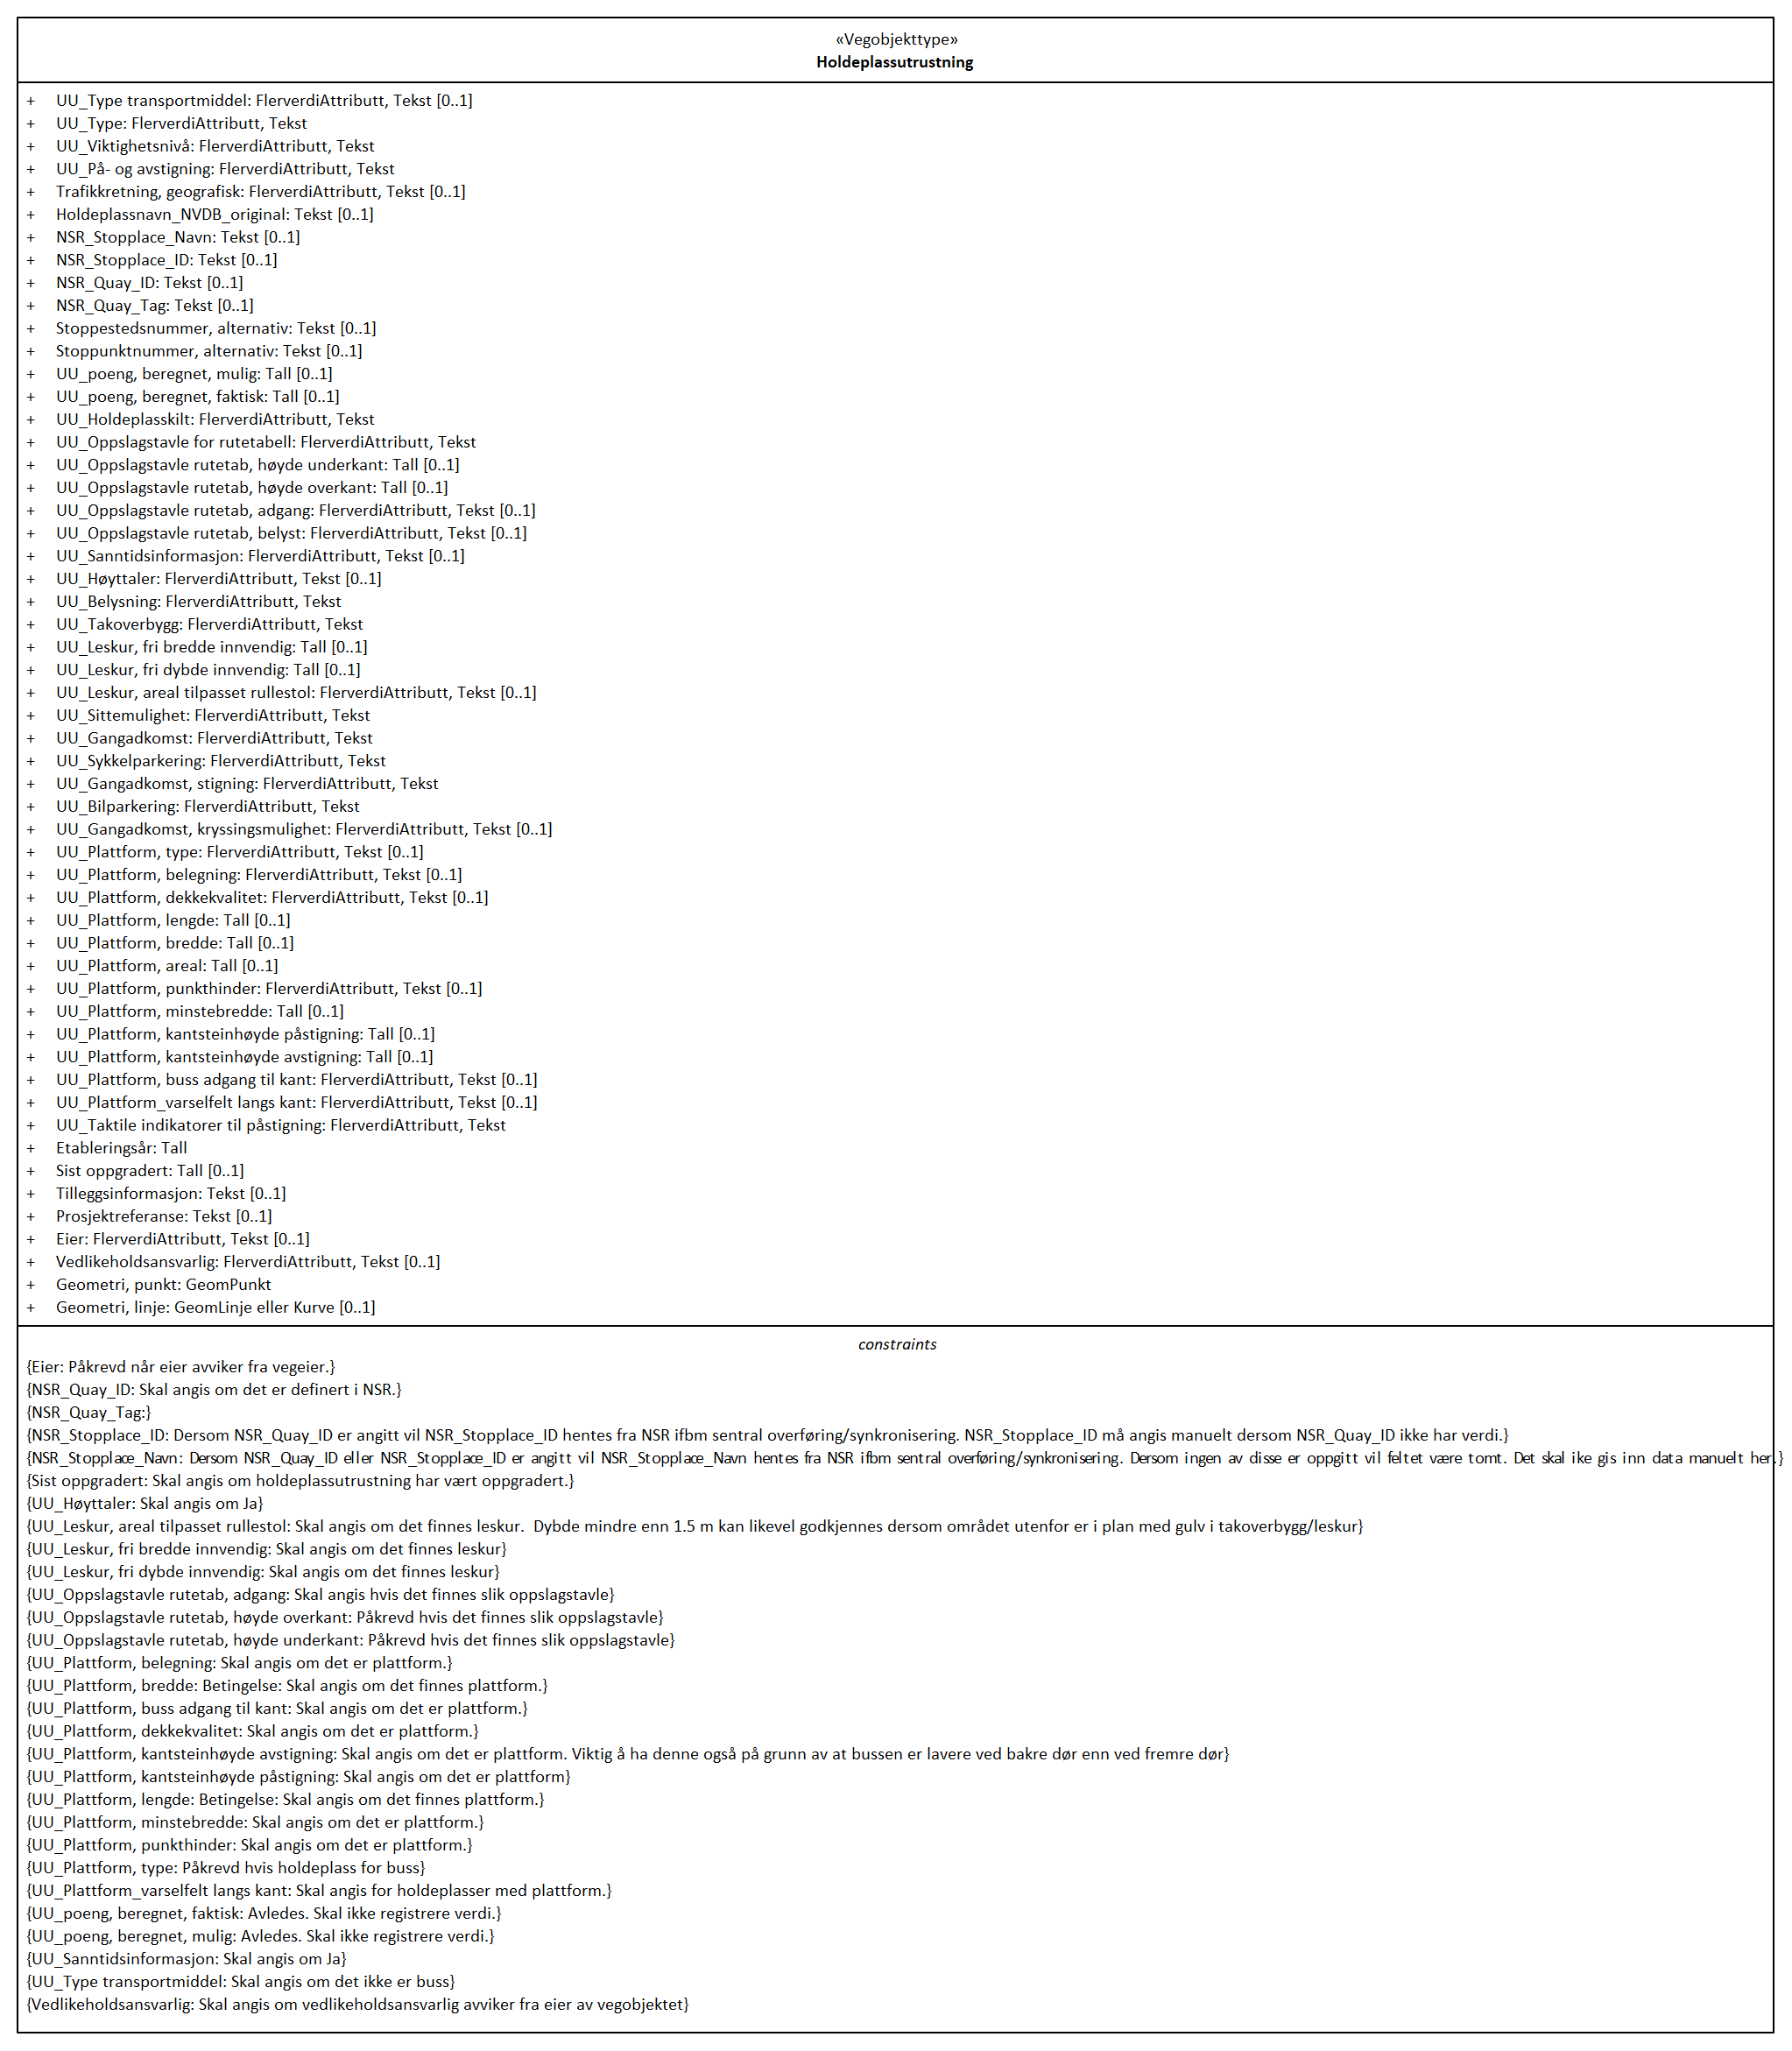 «Vegobjekttype»
Holdeplassutrustning
+ UU_Type transportmiddel: FlerverdiAttributt, Tekst [0..1]
+ UU_Type: FlerverdiAttributt, Tekst
+ UU_Viktighetsnivå: FlerverdiAttributt, Tekst
+ UU_På- og avstigning: FlerverdiAttributt, Tekst
+ Trafikkretning, geografisk: FlerverdiAttributt, Tekst [0..1]
+ Holdeplassnavn_NVDB_original: Tekst [0..1]
+ NSR_Stopplace_Navn: Tekst [0..1]
+ NSR_Stopplace_ID: Tekst [0..1]
+ NSR_Quay_ID: Tekst [0..1]
+ NSR_Quay_Tag: Tekst [0..1]
+ Stoppestedsnummer, alternativ: Tekst [0..1]
+ Stoppunktnummer, alternativ: Tekst [0..1]
+ UU_poeng, beregnet, mulig: Tall [0..1]
+ UU_poeng, beregnet, faktisk: Tall [0..1]
+ UU_Holdeplasskilt: FlerverdiAttributt, Tekst
+ UU_Oppslagstavle for rutetabell: FlerverdiAttributt, Tekst
+ UU_Oppslagstavle rutetab, høyde underkant: Tall [0..1]
+ UU_Oppslagstavle rutetab, høyde overkant: Tall [0..1]
+ UU_Oppslagstavle rutetab, adgang: FlerverdiAttributt, Tekst [0..1]
+ UU_Oppslagstavle rutetab, belyst: FlerverdiAttributt, Tekst [0..1]
+ UU_Sanntidsinformasjon: FlerverdiAttributt, Tekst [0..1]
+ UU_Høyttaler: FlerverdiAttributt, Tekst [0..1]
+ UU_Belysning: FlerverdiAttributt, Tekst
+ UU_Takoverbygg: FlerverdiAttributt, Tekst
+ UU_Leskur, fri bredde innvendig: Tall [0..1]
+ UU_Leskur, fri dybde innvendig: Tall [0..1]
+ UU_Leskur, areal tilpasset rullestol: FlerverdiAttributt, Tekst [0..1]
+ UU_Sittemulighet: FlerverdiAttributt, Tekst
+ UU_Gangadkomst: FlerverdiAttributt, Tekst
+ UU_Sykkelparkering: FlerverdiAttributt, Tekst
+ UU_Gangadkomst, stigning: FlerverdiAttributt, Tekst
+ UU_Bilparkering: FlerverdiAttributt, Tekst
+ UU_Gangadkomst, kryssingsmulighet: FlerverdiAttributt, Tekst [0..1]
+ UU_Plattform, type: FlerverdiAttributt, Tekst [0..1]
+ UU_Plattform, belegning: FlerverdiAttributt, Tekst [0..1]
+ UU_Plattform, dekkekvalitet: FlerverdiAttributt, Tekst [0..1]
+ UU_Plattform, lengde: Tall [0..1]
+ UU_Plattform, bredde: Tall [0..1]
+ UU_Plattform, areal: Tall [0..1]
+ UU_Plattform, punkthinder: FlerverdiAttributt, Tekst [0..1]
+ UU_Plattform, minstebredde: Tall [0..1]
+ UU_Plattform, kantsteinhøyde påstigning: Tall [0..1]
+ UU_Plattform, kantsteinhøyde avstigning: Tall [0..1]
+ UU_Plattform, buss adgang til kant: FlerverdiAttributt, Tekst [0..1]
+ UU_Plattform_varselfelt langs kant: FlerverdiAttributt, Tekst [0..1]
+ UU_Taktile indikatorer til påstigning: FlerverdiAttributt, Tekst
+ Etableringsår: Tall
+ Sist oppgradert: Tall [0..1]
+ Tilleggsinformasjon: Tekst [0..1]
+ Prosjektreferanse: Tekst [0..1]
+ Eier: FlerverdiAttributt, Tekst [0..1]
+ Vedlikeholdsansvarlig: FlerverdiAttributt, Tekst [0..1]
+ Geometri, punkt: GeomPunkt
+ Geometri, linje: GeomLinje eller Kurve [0..1]
constraints
{Eier: Påkrevd når eier avviker fra vegeier.}
{NSR_Quay_ID: Skal angis om det er definert i NSR.}
{NSR_Quay_Tag:}
{NSR_Stopplace_ID: Dersom NSR_Quay_ID er angitt vil NSR_Stopplace_ID hentes fra NSR ifbm sentral overføring/synkronisering. NSR_Stopplace_ID må angis manuelt dersom NSR_Quay_ID ikke har verdi.}
{NSR_Stopplace_Navn: Dersom NSR_Quay_ID eller NSR_Stopplace_ID er angitt vil NSR_Stopplace_Navn hentes fra NSR ifbm sentral overføring/synkronisering. Dersom ingen av disse er oppgitt vil feltet være tomt. Det skal ike gis inn data manuelt her.}
{Sist oppgradert: Skal angis om holdeplassutrustning har vært oppgradert.}
{UU_Høyttaler: Skal angis om Ja}
{UU_Leskur, areal tilpasset rullestol: Skal angis om det finnes leskur.  Dybde mindre enn 1.5 m kan likevel godkjennes dersom området utenfor er i plan med gulv i takoverbygg/leskur}
{UU_Leskur, fri bredde innvendig: Skal angis om det finnes leskur}
{UU_Leskur, fri dybde innvendig: Skal angis om det finnes leskur}
{UU_Oppslagstavle rutetab, adgang: Skal angis hvis det finnes slik oppslagstavle}
{UU_Oppslagstavle rutetab, høyde overkant: Påkrevd hvis det finnes slik oppslagstavle}
{UU_Oppslagstavle rutetab, høyde underkant: Påkrevd hvis det finnes slik oppslagstavle}
{UU_Plattform, belegning: Skal angis om det er plattform.}
{UU_Plattform, bredde: Betingelse: Skal angis om det finnes plattform.}
{UU_Plattform, buss adgang til kant: Skal angis om det er plattform.}
{UU_Plattform, dekkekvalitet: Skal angis om det er plattform.}
{UU_Plattform, kantsteinhøyde avstigning: Skal angis om det er plattform. Viktig å ha denne også på grunn av at bussen er lavere ved bakre dør enn ved fremre dør}
{UU_Plattform, kantsteinhøyde påstigning: Skal angis om det er plattform}
{UU_Plattform, lengde: Betingelse: Skal angis om det finnes plattform.}
{UU_Plattform, minstebredde: Skal angis om det er plattform.}
{UU_Plattform, punkthinder: Skal angis om det er plattform.}
{UU_Plattform, type: Påkrevd hvis holdeplass for buss}
{UU_Plattform_varselfelt langs kant: Skal angis for holdeplasser med plattform.}
{UU_poeng, beregnet, faktisk: Avledes. Skal ikke registrere verdi.}
{UU_poeng, beregnet, mulig: Avledes. Skal ikke registrere verdi.}
{UU_Sanntidsinformasjon: Skal angis om Ja}
{UU_Type transportmiddel: Skal angis om det ikke er buss}
{Vedlikeholdsansvarlig: Skal angis om vedlikeholdsansvarlig avviker fra eier av vegobjektet}